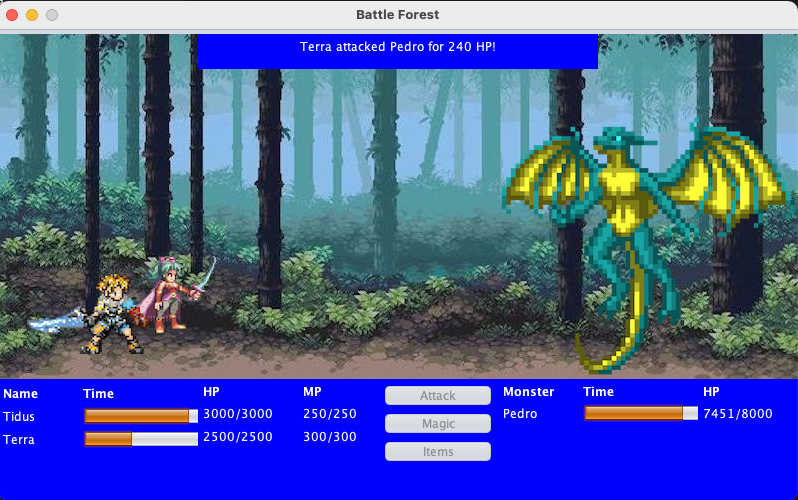 Battle Forest
Terra attacked Pedro for 240 HP!
Name Time HP MP Attack Monster Time HP
Tidus 3000/3000 250/250 Magic Pedro 7451/8000
Terra 2500/2500 300/300 Items